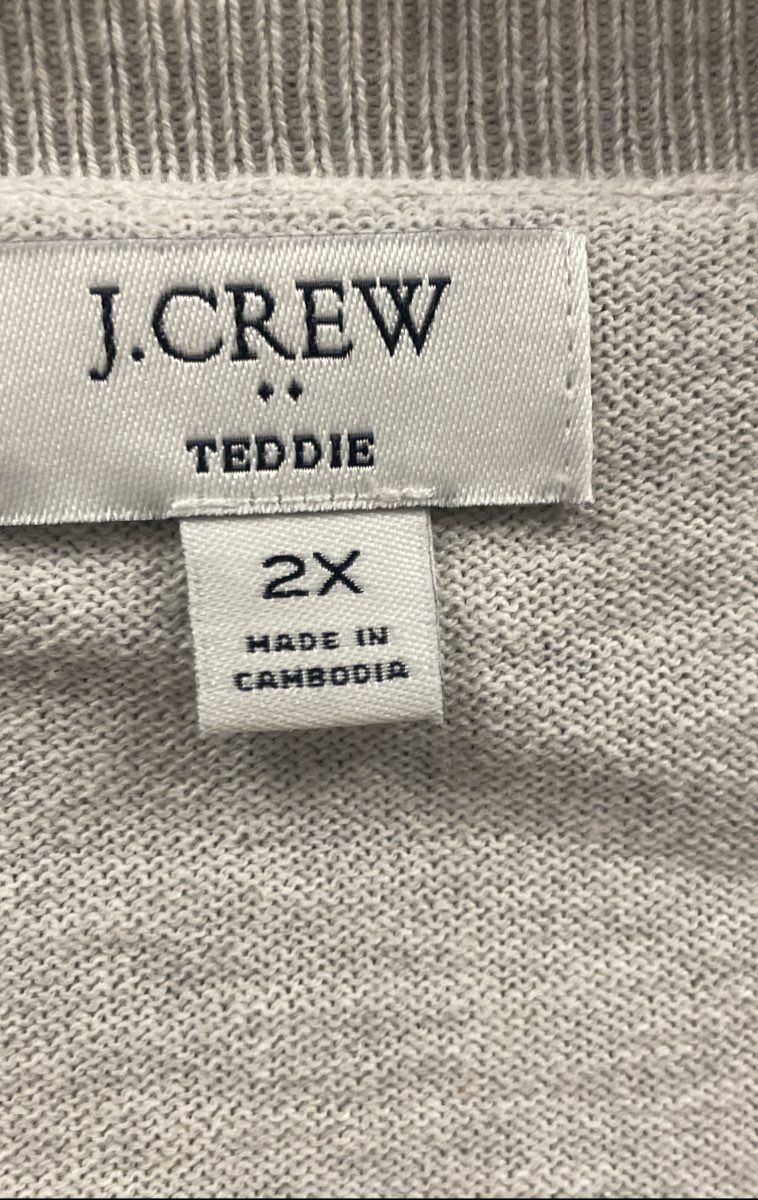 J.CREW
TEDDIE
2X
MADE IN
CAMBODIA